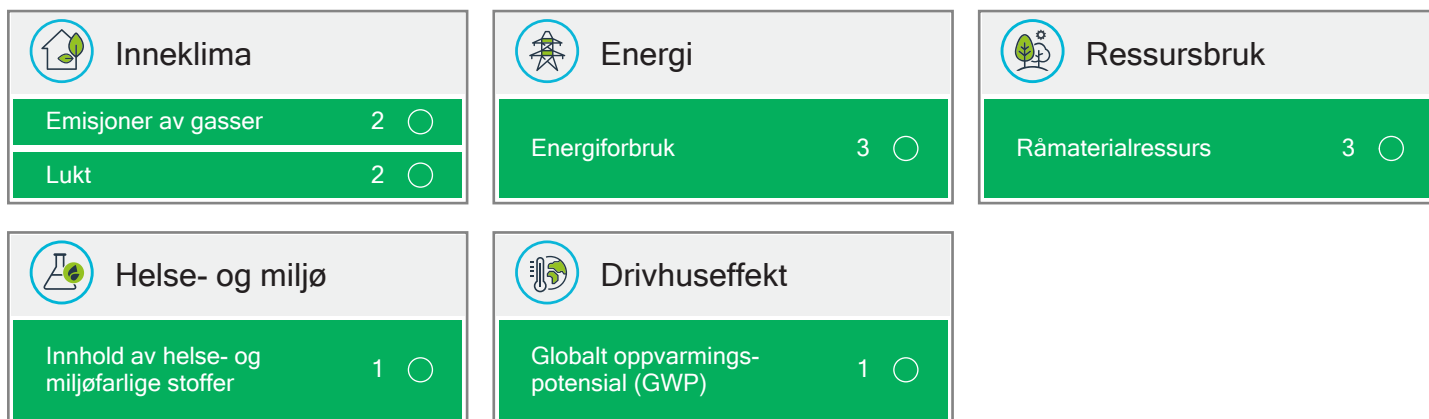 Inneklima
Emisjoner av gasser 2
Lukt 2
Energi
Energiforbruk 3
Ressursbruk
Råmaterialressurs 3
Helse- og miljø
Innhold av helse- og
miljøfarlige stoffer 1
Drivhuseffekt
Globalt oppvarmings-
potensial (GWP) 1